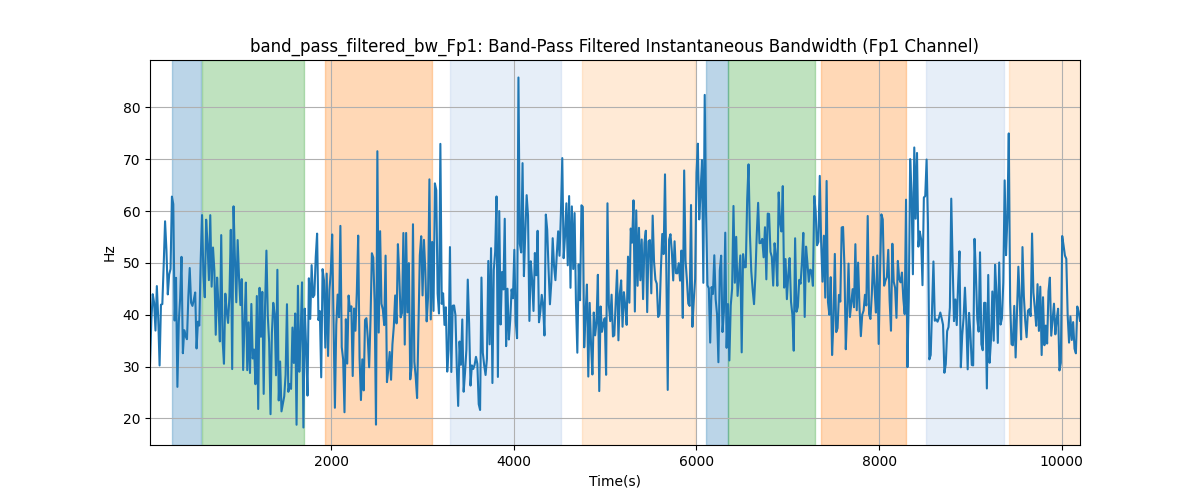 band_pass_filtered_bw_Fp1: Band-Pass Filtered Instantaneous Bandwidth (Fp1 Channel)
80
70
60
50
40
30
20
Hz
2000 4000 6000 8000 10000
Time(s)